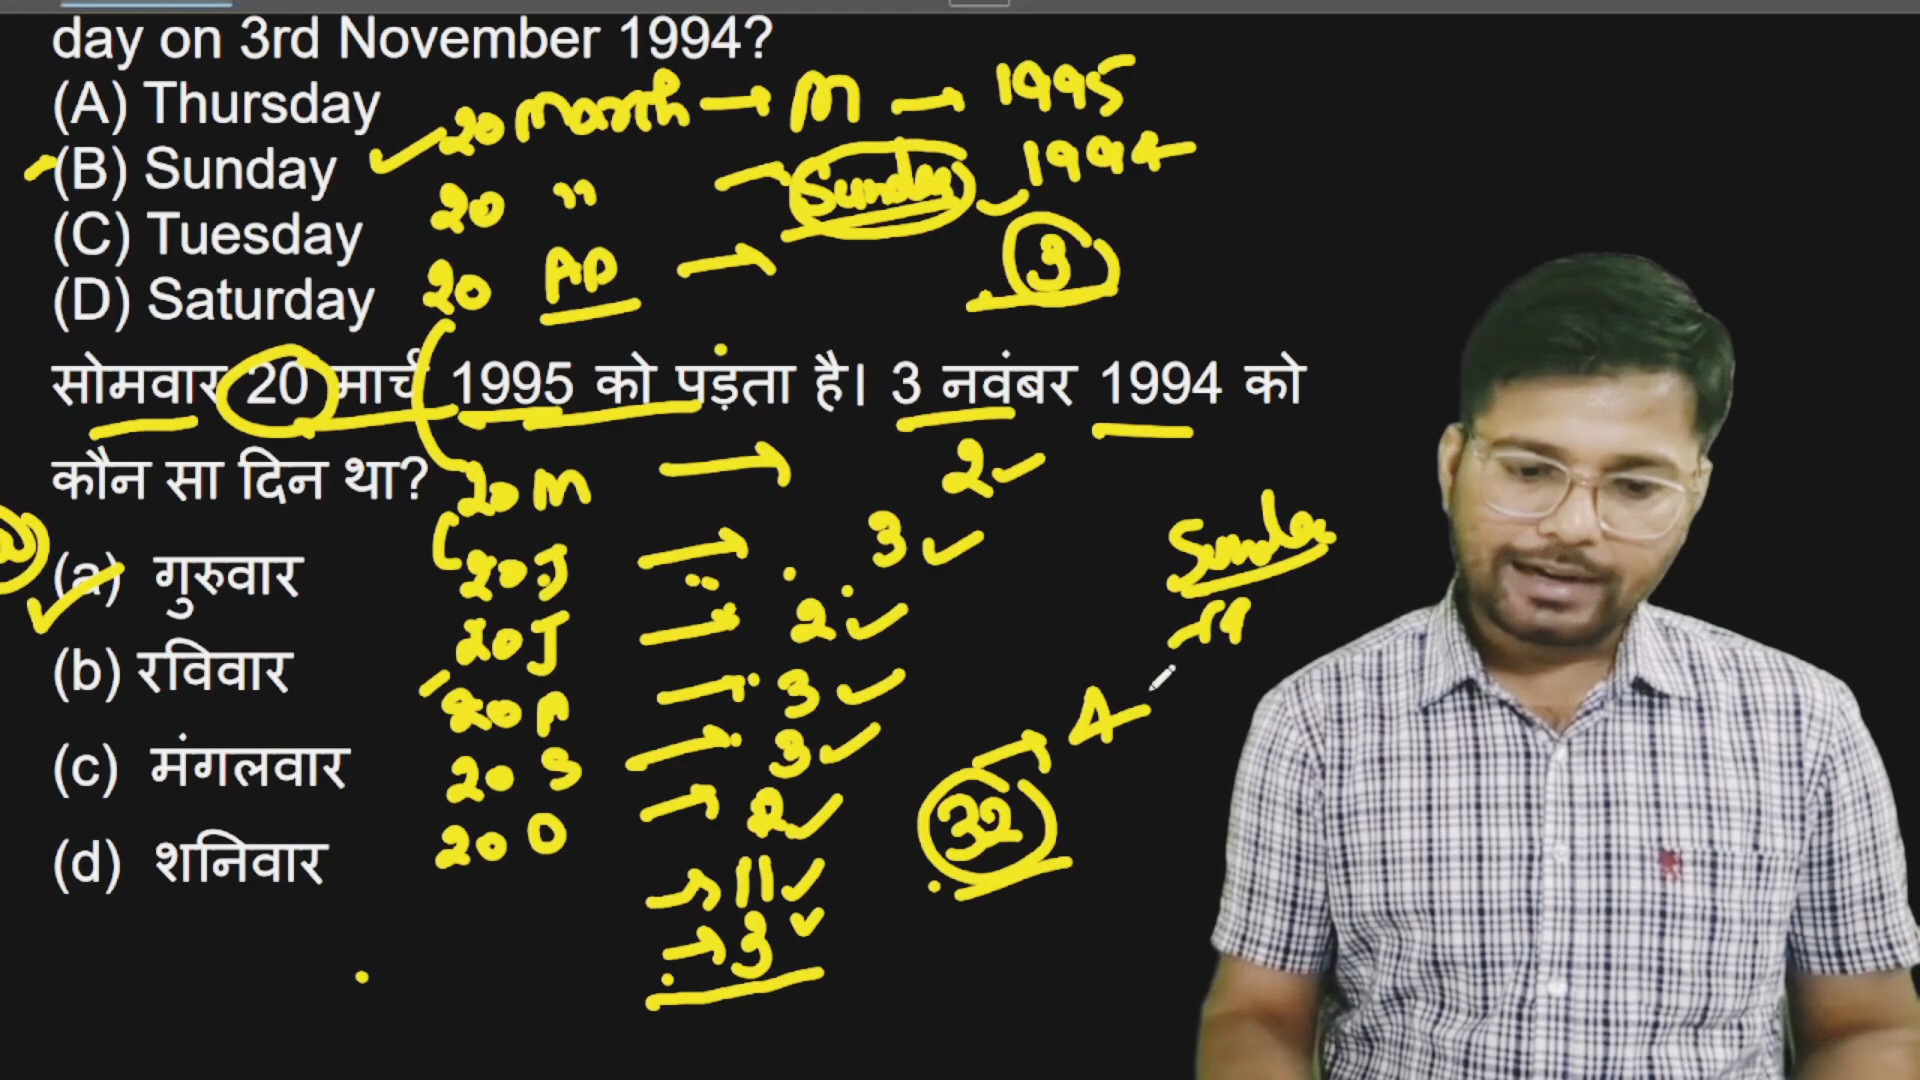 day on 3rd November 1994?
(A) Thursday
(B) Sunday
(C) Tuesday
(D) Saturday
20 March → M → 1995
20 " → Sunday 1994
20 AP → 3
सोमवार 20 मार्च 1995 को पड़ता है। 3 नवंबर 1994 को
कौन सा दिन था?
(a) गुरुवार
(b) रविवार
(c) मंगलवार
(d) शनिवार
20 M → 2
20 J → 3
20 J → 2
20 A → 3
20 S → 3
20 O → 2
→ 11
→ 3
32 → 4
Sunday